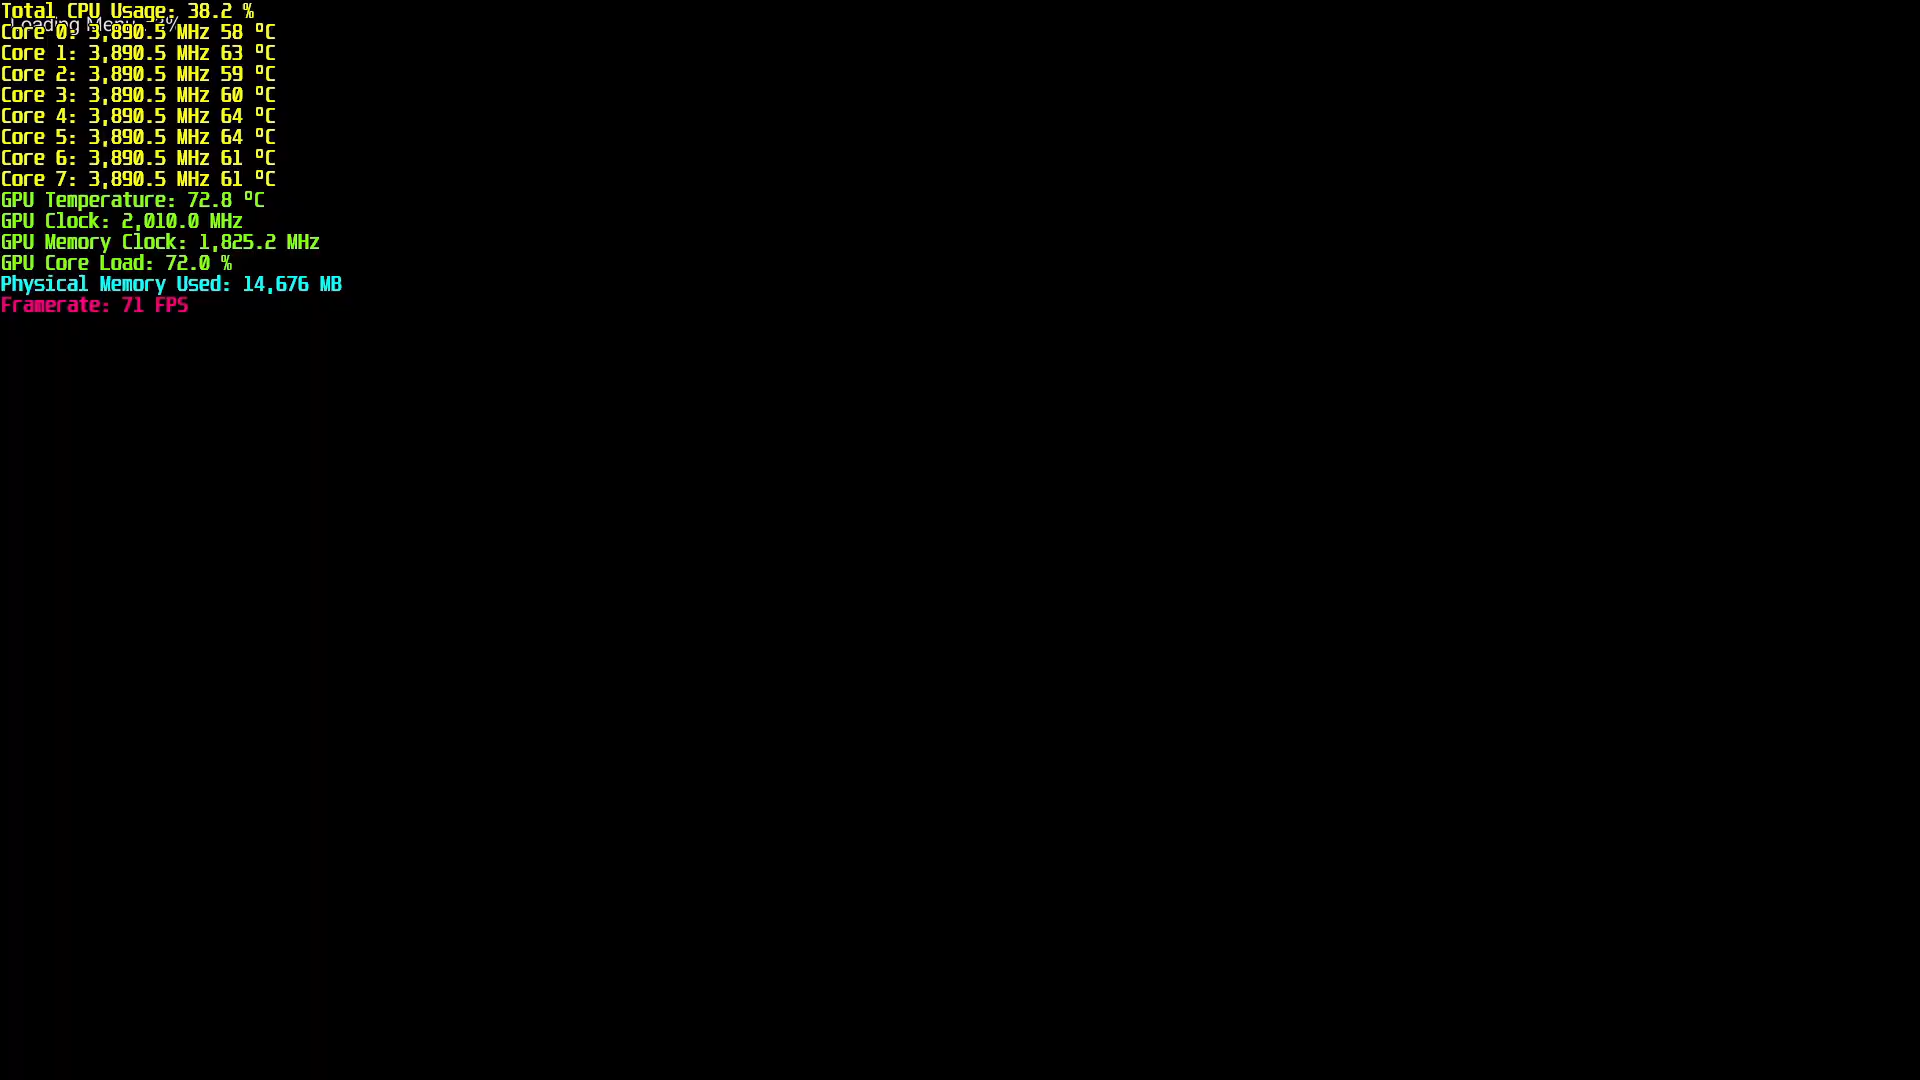 Total CPU Usage: 38.2 %
Loading
Core 0: 3,890.5 MHz 58 °C
Core 1: 3,890.5 MHz 63 °C
Core 2: 3,890.5 MHz 59 °C
Core 3: 3,890.5 MHz 60 °C
Core 4: 3,890.5 MHz 64 °C
Core 5: 3,890.5 MHz 64 °C
Core 6: 3,890.5 MHz 61 °C
Core 7: 3,890.5 MHz 61 °C
GPU Temperature: 72.8 °C
GPU Clock: 2,010.0 MHz
GPU Memory Clock: 1,825.2 MHz
GPU Core Load: 72.0 %
Physical Memory Used: 14,676 MB
Framerate: 71 FPS